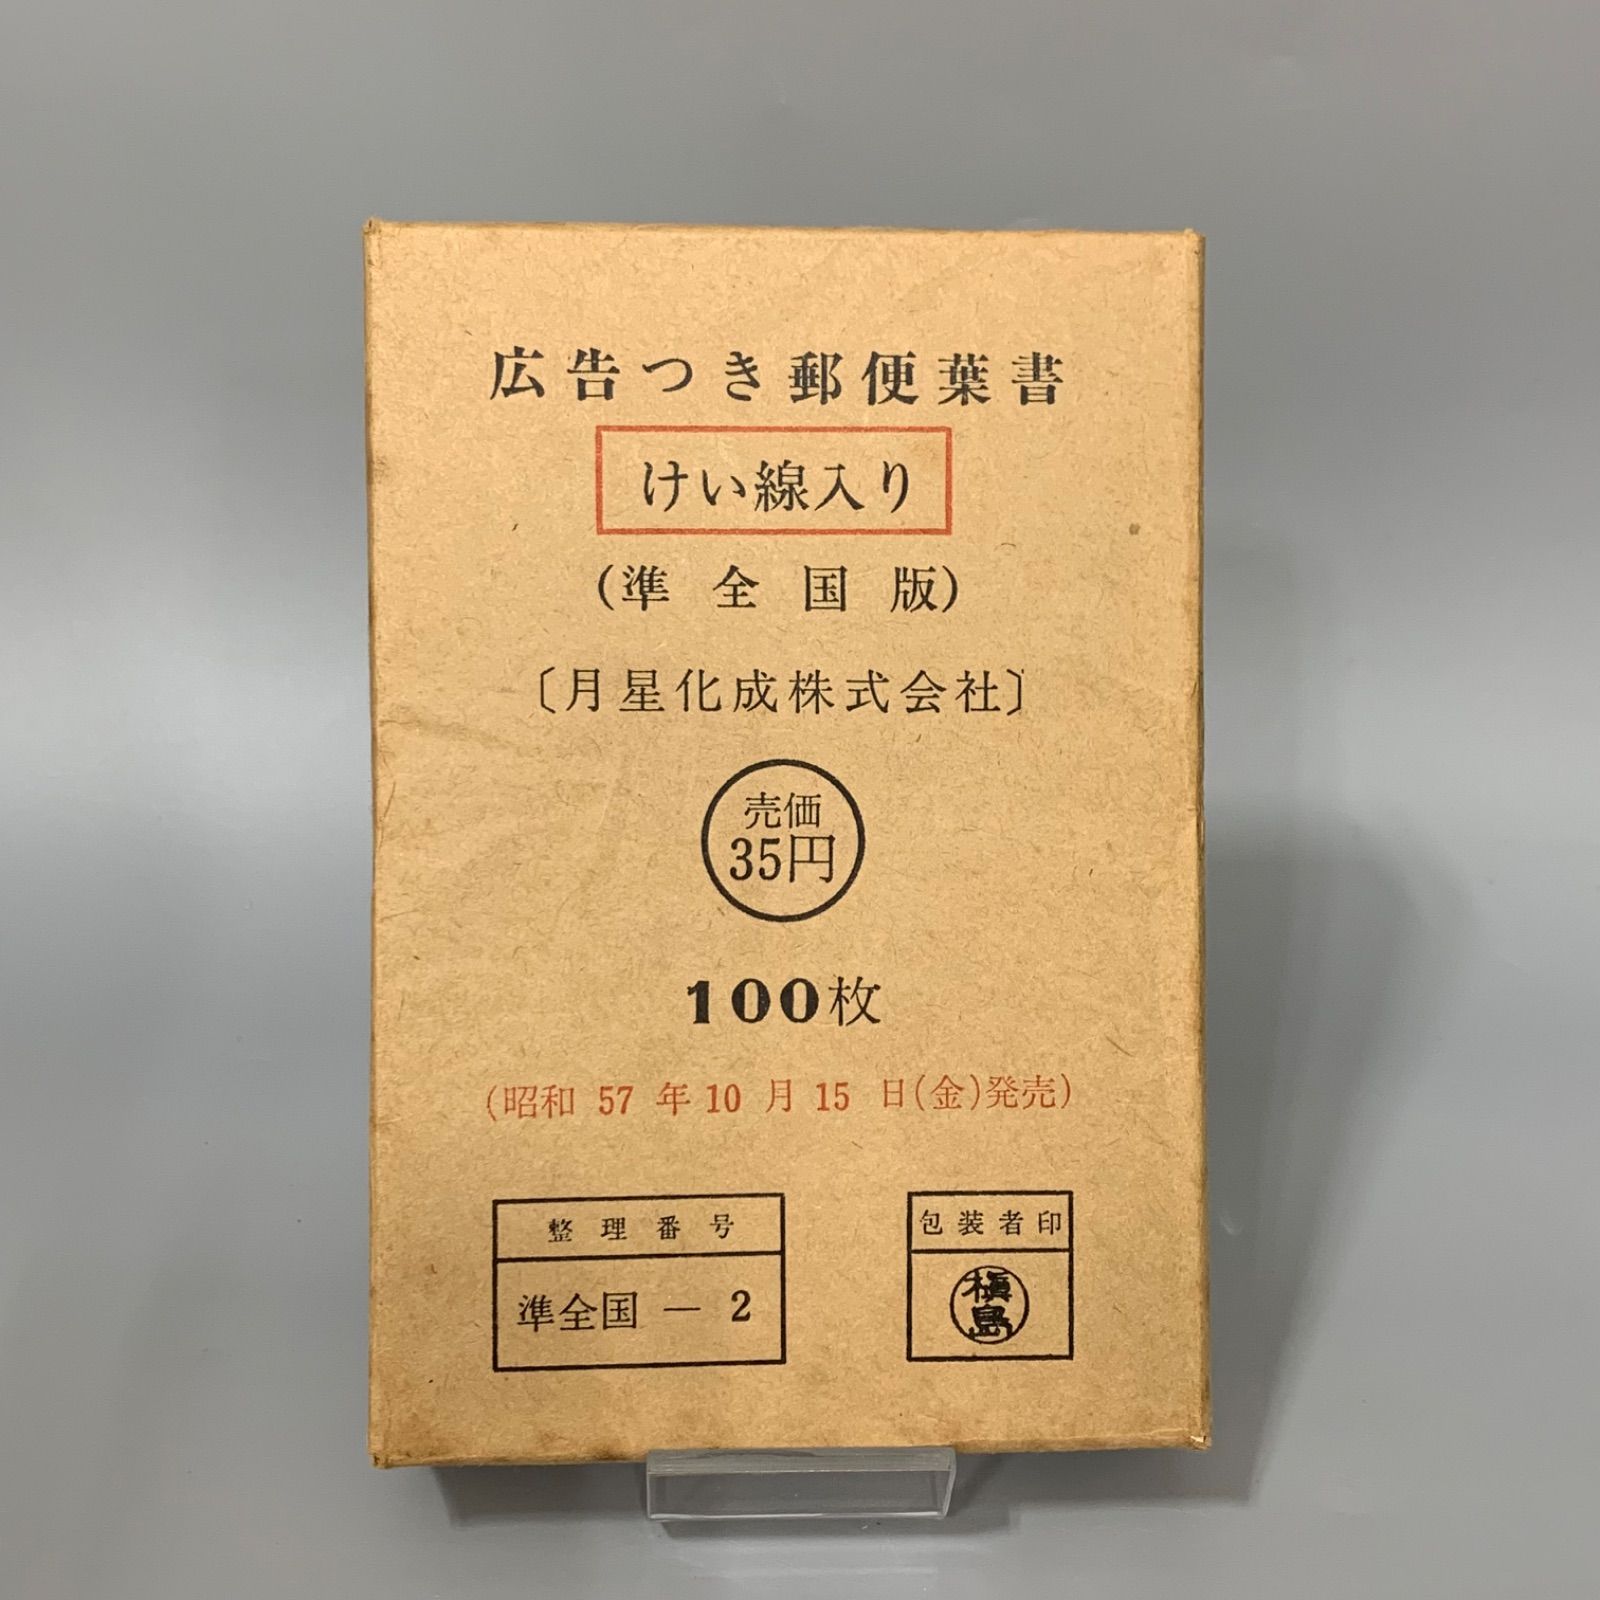 広告つき郵便葉書
けい線入り
(準全国版)
〔月星化成株式会社〕
売価
35円
100枚
(昭和 57 年 10 月 15 日(金)発売)
整理番号
準全国 — 2
包装者印
槇島